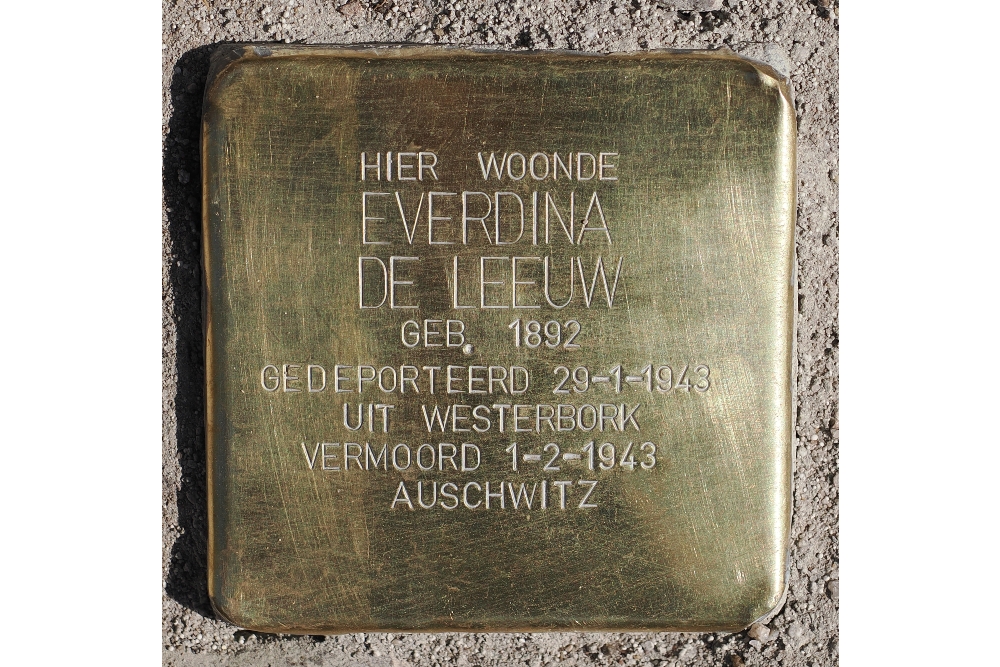 HIER WOONDE
EVERDINA
DE LEEUW
GEB. 1892
GEDEPORTEERD 29-1-1943
UIT WESTERBORK
VERMOORD 1-2-1943
AUSCHWITZ